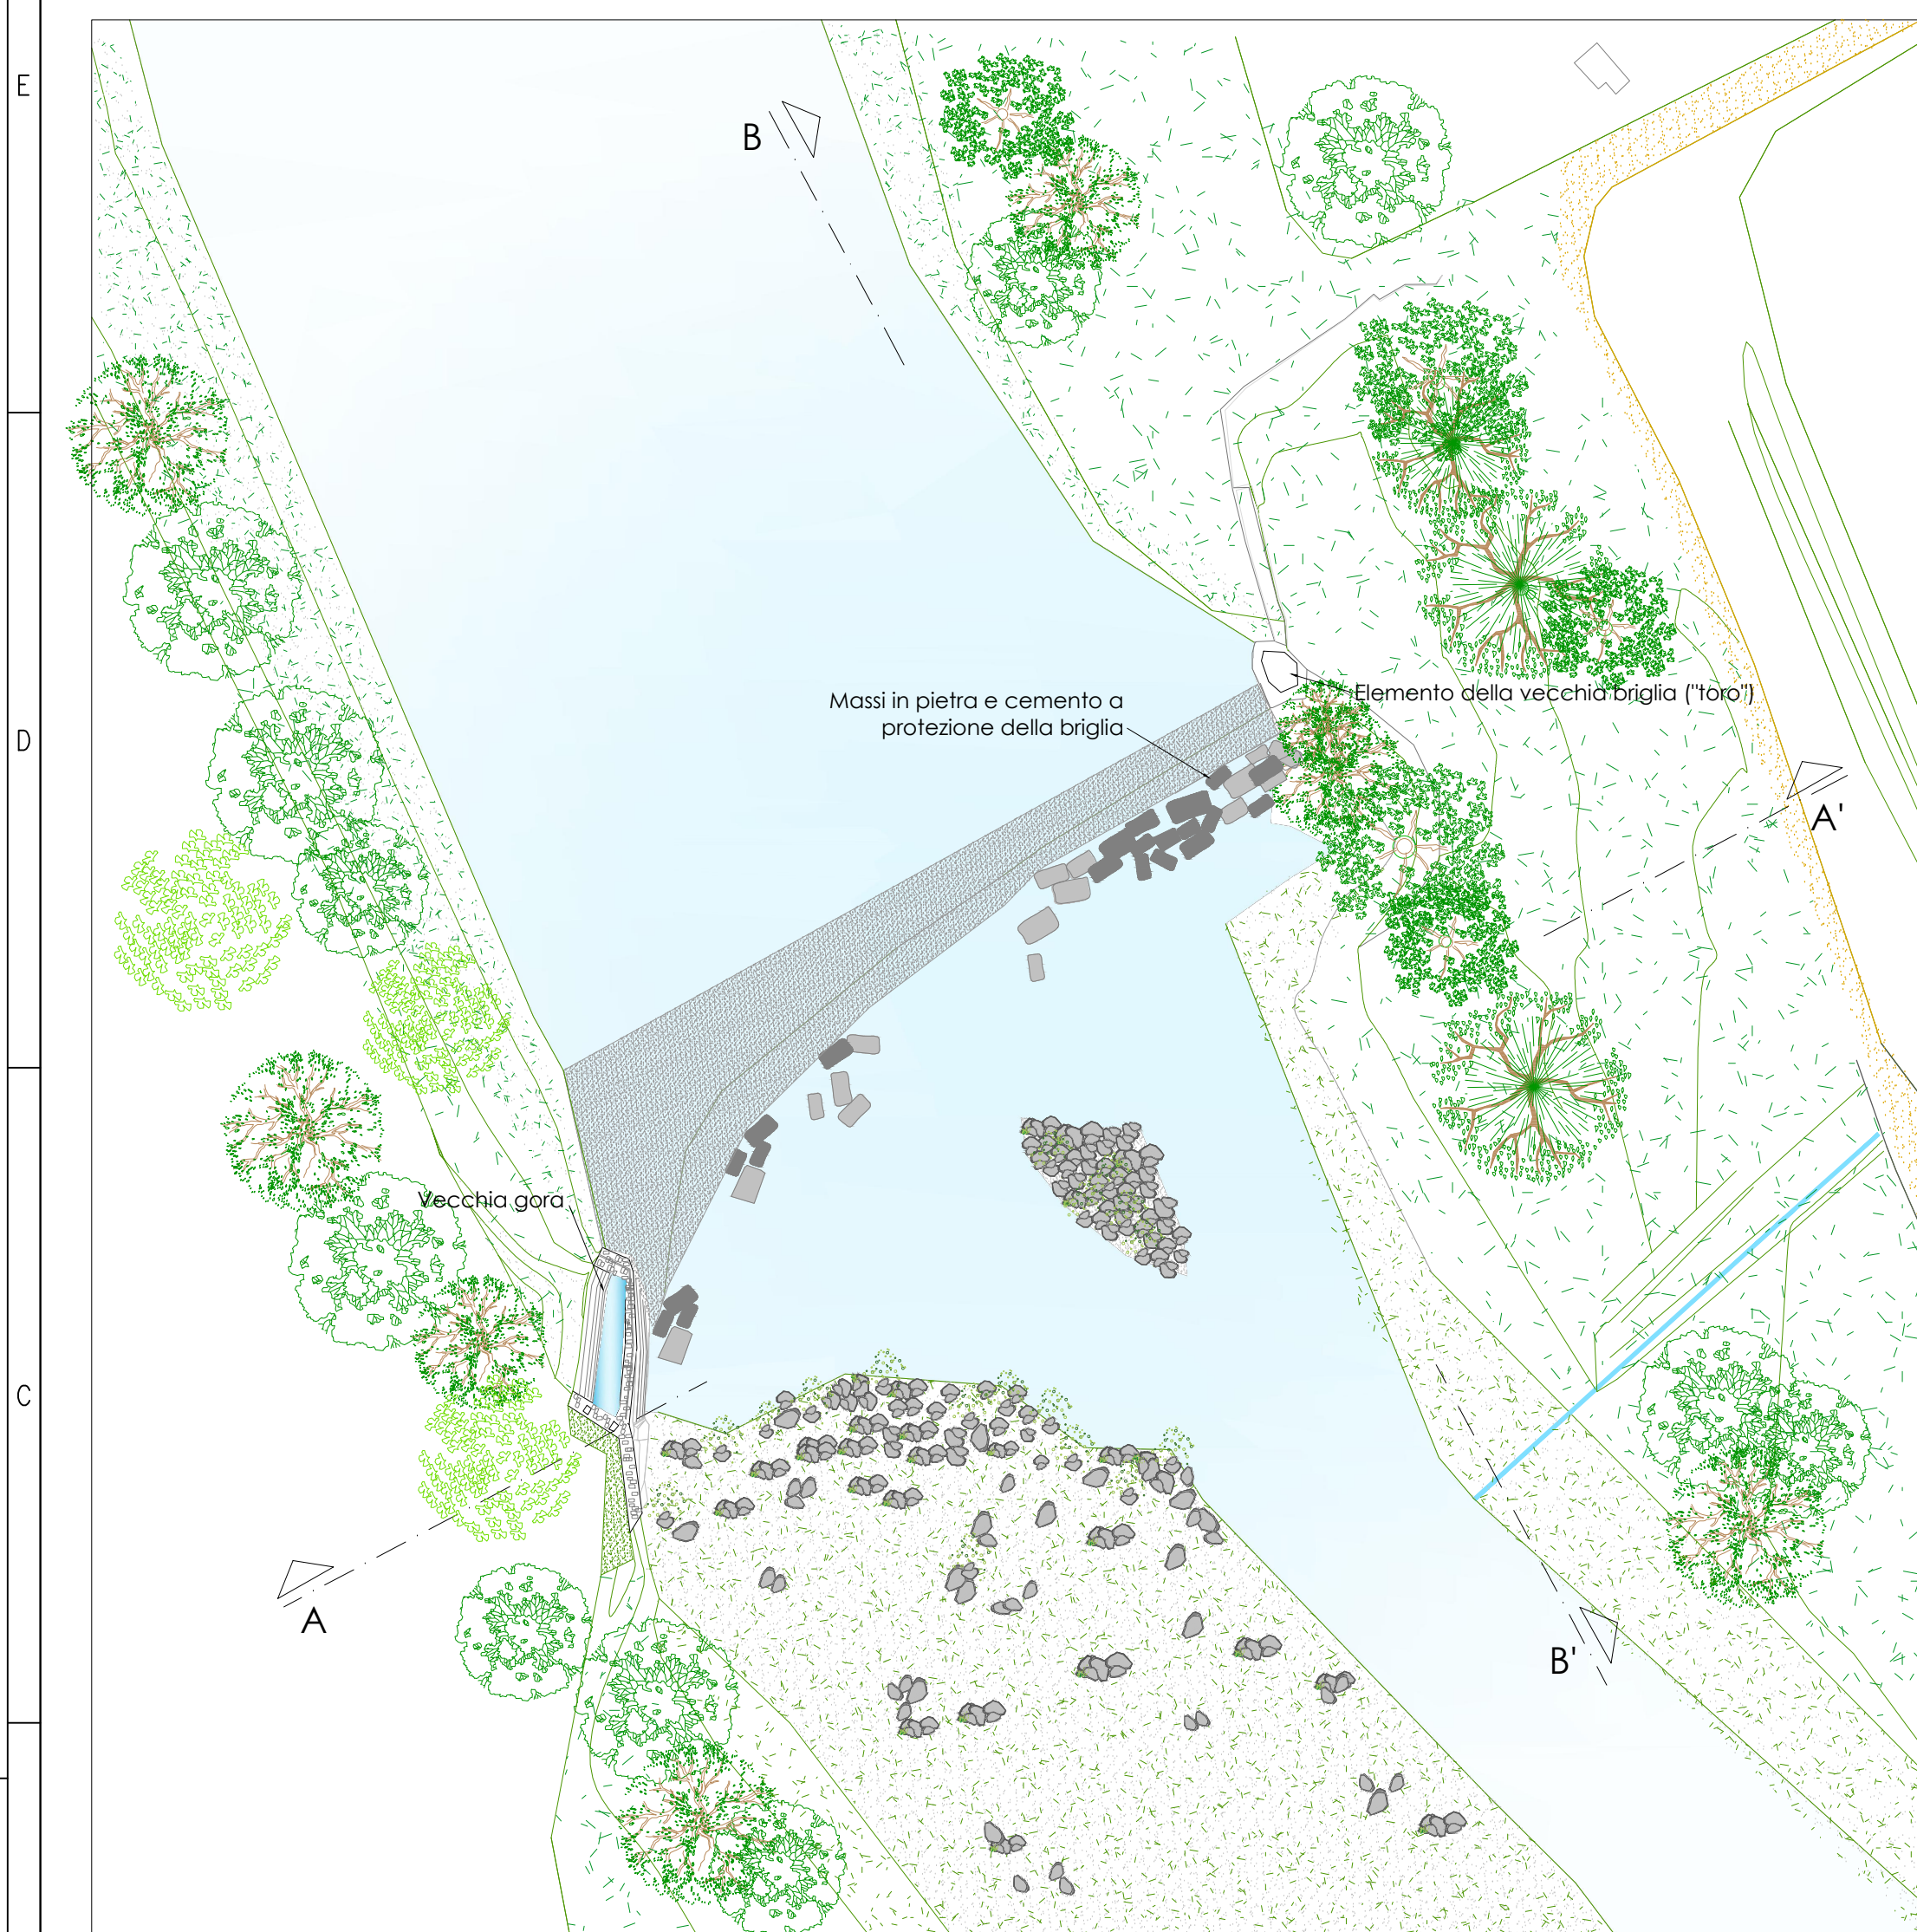 E
B
Elemento della vecchia briglia ("toro")
Massi in pietra e cemento a
protezione della briglia
D
A'
Vecchia gora
C
A
B'